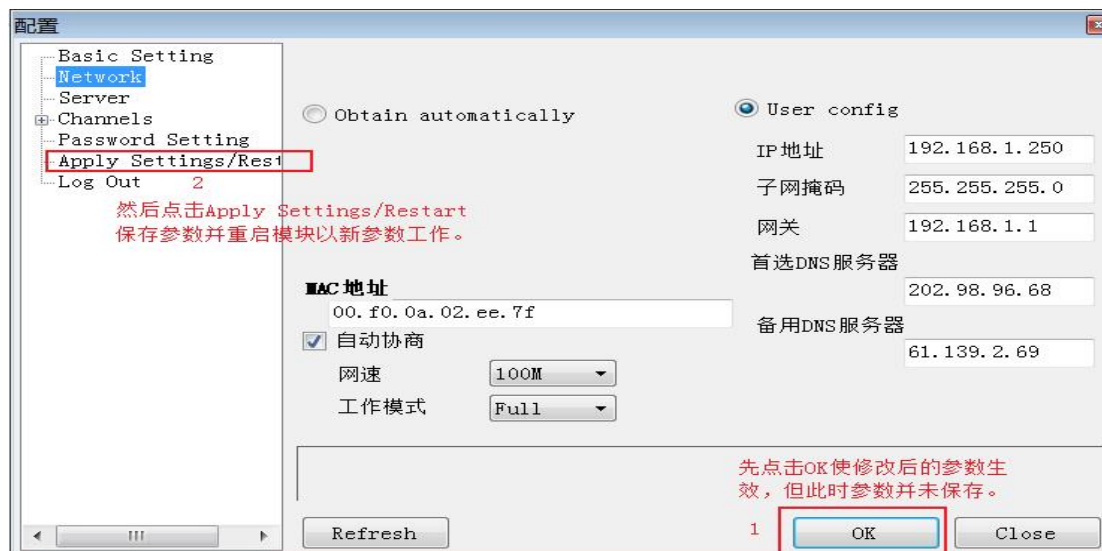 配置
Basic Setting
Network
Server
Channels
Password Setting
Apply Settings/Rest
Log Out
2
然后点击Apply Settings/Restart
保存参数并重启模块以新参数工作。
Obtain automatically
User config
IP地址
192.168.1.250
子网掩码
255.255.255.0
网关
192.168.1.1
首选DNS服务器
202.98.96.68
备用DNS服务器
61.139.2.69
MAC地址
00.f0.0a.02.ee.7f
自动协商
网速
100M
工作模式
Full
先点击OK使修改后的参数生
效，但此时参数并未保存。
Refresh
1
OK
Close